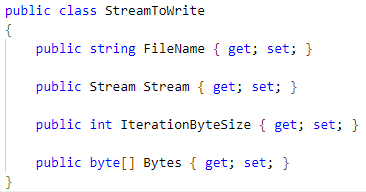 public class StreamToWrite
{
    public string FileName { get; set; }
    public Stream Stream { get; set; }
    public int IterationByteSize { get; set; }
    public byte[] Bytes { get; set; }
}